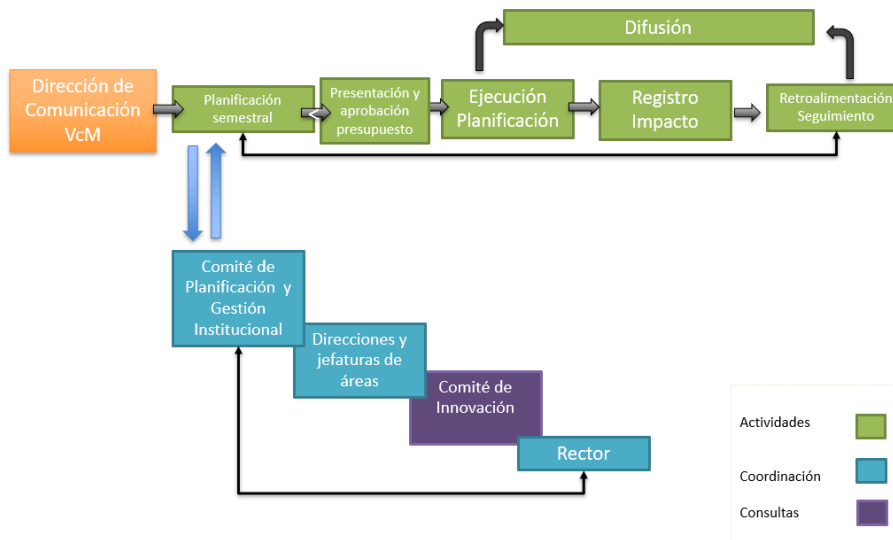 Difusión
Dirección de
Comunicación
VcM
Planificación
semestral
Presentación y
aprobación
presupuesto
Ejecución
Planificación
Registro
Impacto
Retroalimentación
Seguimiento
Comité de
Planificación y
Gestión
Institucional
Direcciones y
jefaturas de
áreas
Comité de
Innovación
Rector
Actividades
Coordinación
Consultas